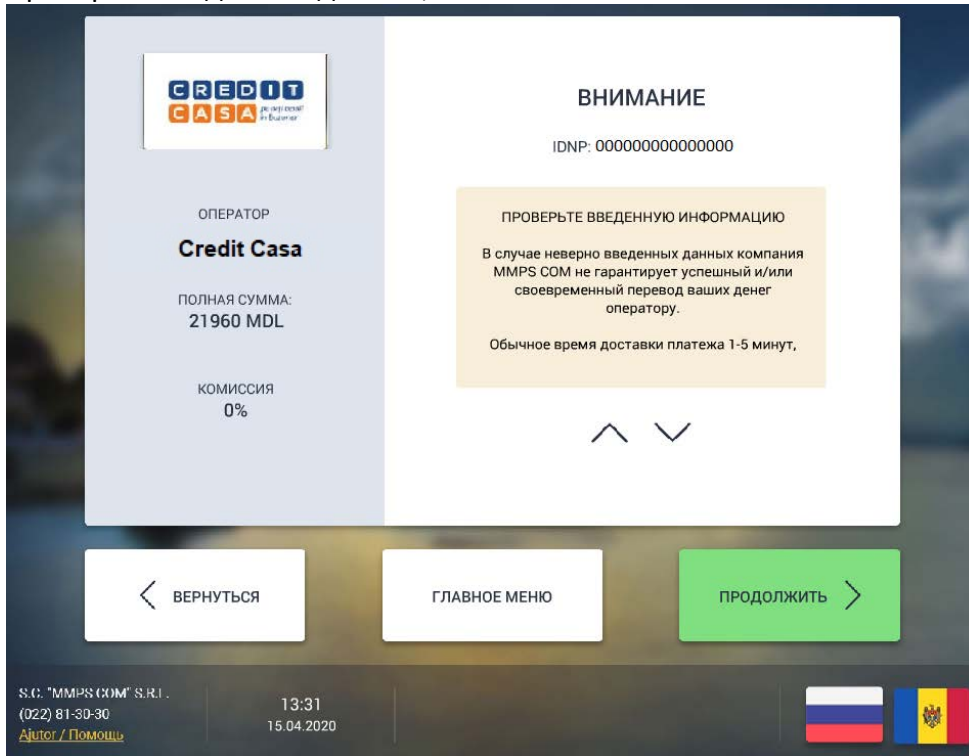 CREDIT
CASA
ОПЕРАТОР
Credit Casa
ПОЛНАЯ СУММА:
21960 MDL
КОМИССИЯ
0%
ВНИМАНИЕ
IDNP: 000000000000000
ПРОВЕРЬТЕ ВВЕДЕННУЮ ИНФОРМАЦИЮ
В случае неверно введенных данных компания
MMPS COM не гарантирует успешный и/или
своевременный перевод ваших денег
оператору.
Обычное время доставки платежа 1-5 минут,
ВЕРНУТЬСЯ
ГЛАВНОЕ МЕНЮ
ПРОДОЛЖИТЬ
S.C. "MMPS COM" S.R.L.
(022) 81-30-30
Ajutor / Помощь
13:31
15.04.2020